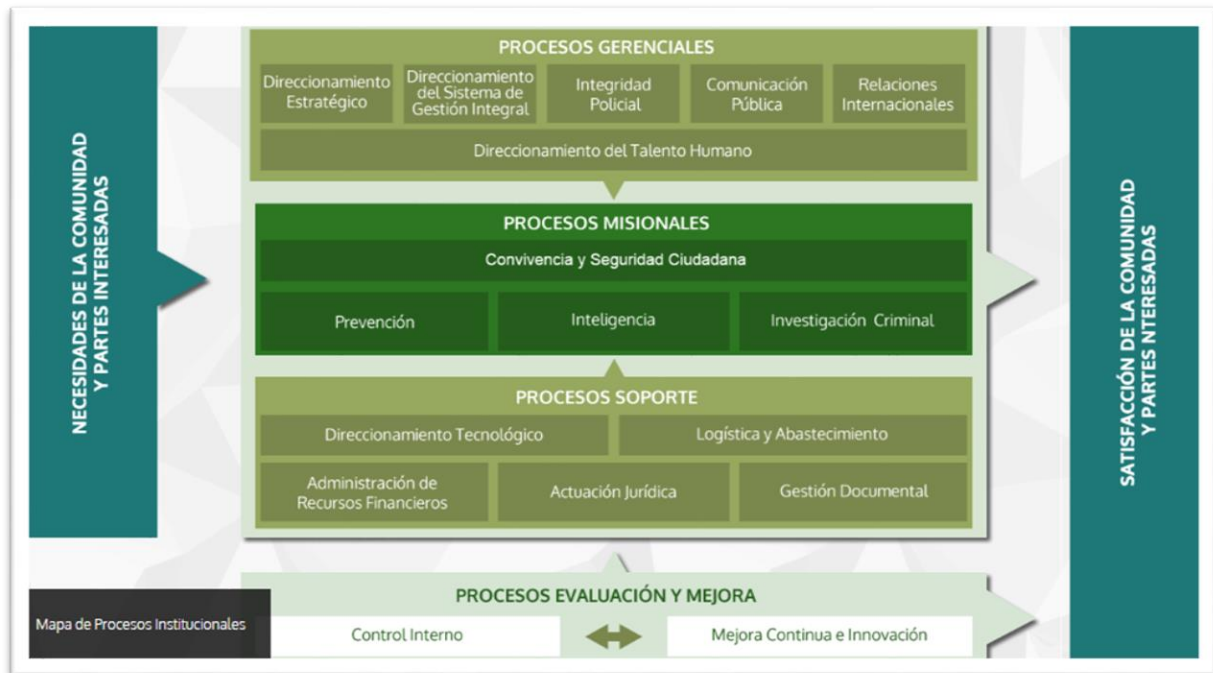 NECESIDADES DE LA COMUNIDAD
Y PARTES INTERESADAS
PROCESOS GERENCIALES
Direccionamiento
Estratégico
Direccionamiento
del Sistema de
Gestión Integral
Integridad
Policial
Comunicación
Pública
Relaciones
Internacionales
Direccionamiento del Talento Humano
PROCESOS MISIONALES
Convivencia y Seguridad Ciudadana
Prevención
Inteligencia
Investigación Criminal
PROCESOS SOPORTE
Direccionamiento Tecnológico
Logística y Abastecimiento
Administración de
Recursos Financieros
Actuación Jurídica
Gestión Documental
PROCESOS EVALUACIÓN Y MEJORA
Control Interno
Mejora Continua e Innovación
Mapa de Procesos Institucionales
SATISFACCIÓN DE LA COMUNIDAD
Y PARTES NTERESADAS